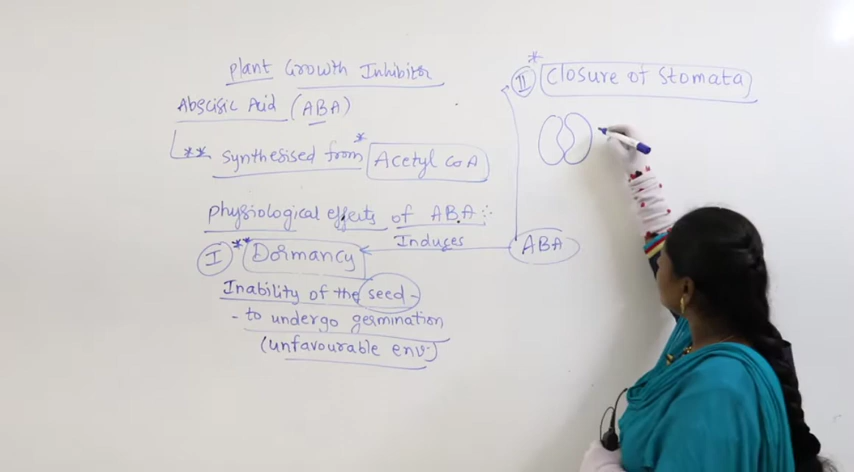 Plant Growth Inhibitor
Abscisic Acid (ABA)
** Synthesised from * Acetyl CoA
Physiological effects of ABA :-
Induces
I ** Dormancy
Inability of the seed -
- to undergo germination
(unfavourable env.)
* II Closure of Stomata
ABA